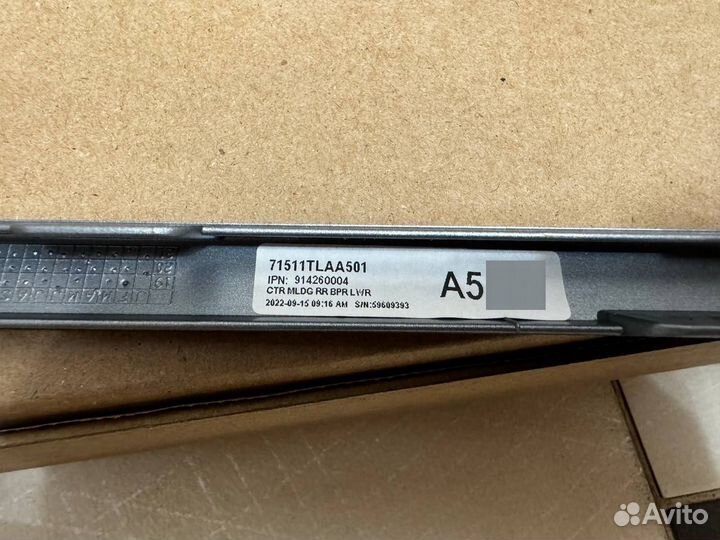 71511TLAA501
IPN: 914260004
CTR MLDG RR BPR LWR
2022-09-15 09:16 AM S/N:59609393
A5
Avito